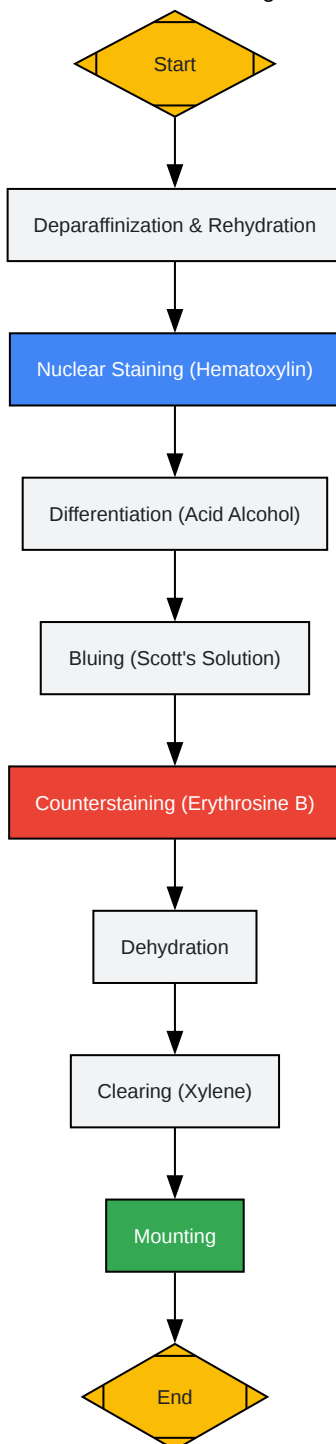 Start
Deparaffinization & Rehydration
Nuclear Staining (Hematoxylin)
Differentiation (Acid Alcohol)
Bluing (Scott's Solution)
Counterstaining (Erythrosine B)
Dehydration
Clearing (Xylene)
Mounting
End